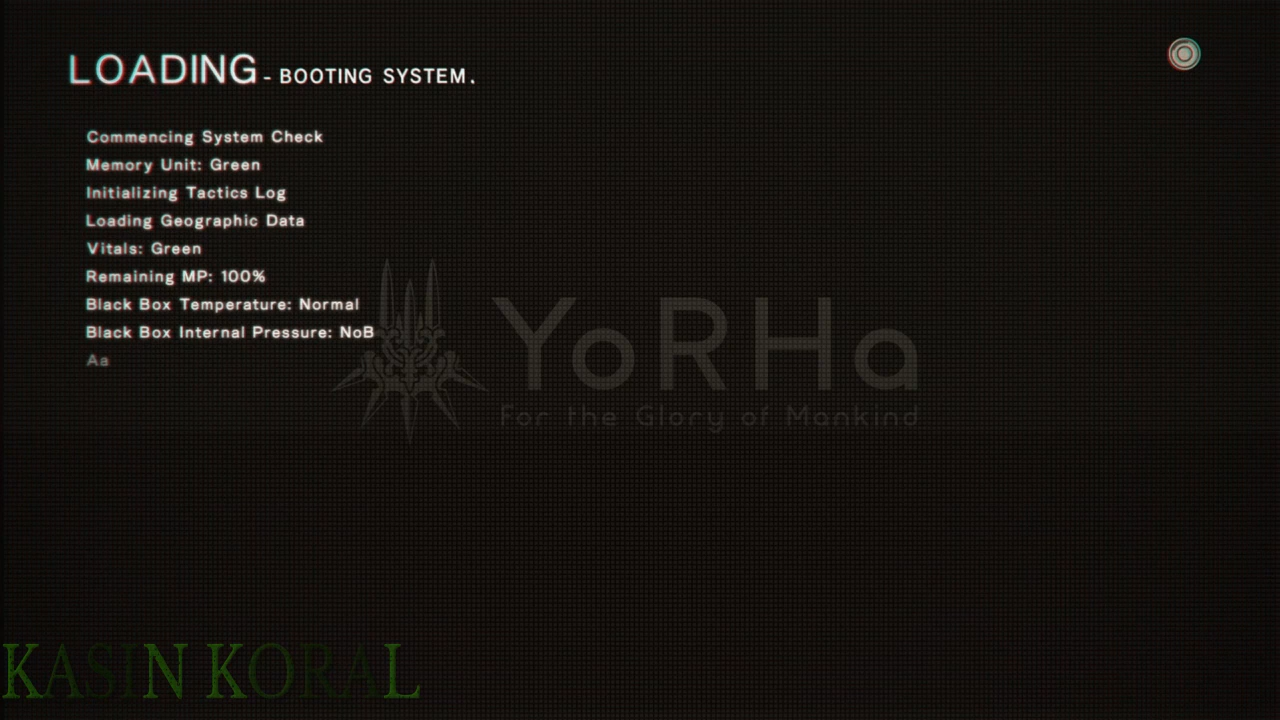 LOADING - BOOTING SYSTEM.
Commencing System Check
Memory Unit: Green
Initializing Tactics Log
Loading Geographic Data
Vitals: Green
Remaining MP: 100%
Black Box Temperature: Normal
Black Box Internal Pressure: NoB
Aa
YoRHa
For the Glory of Mankind
KASIN KORAL